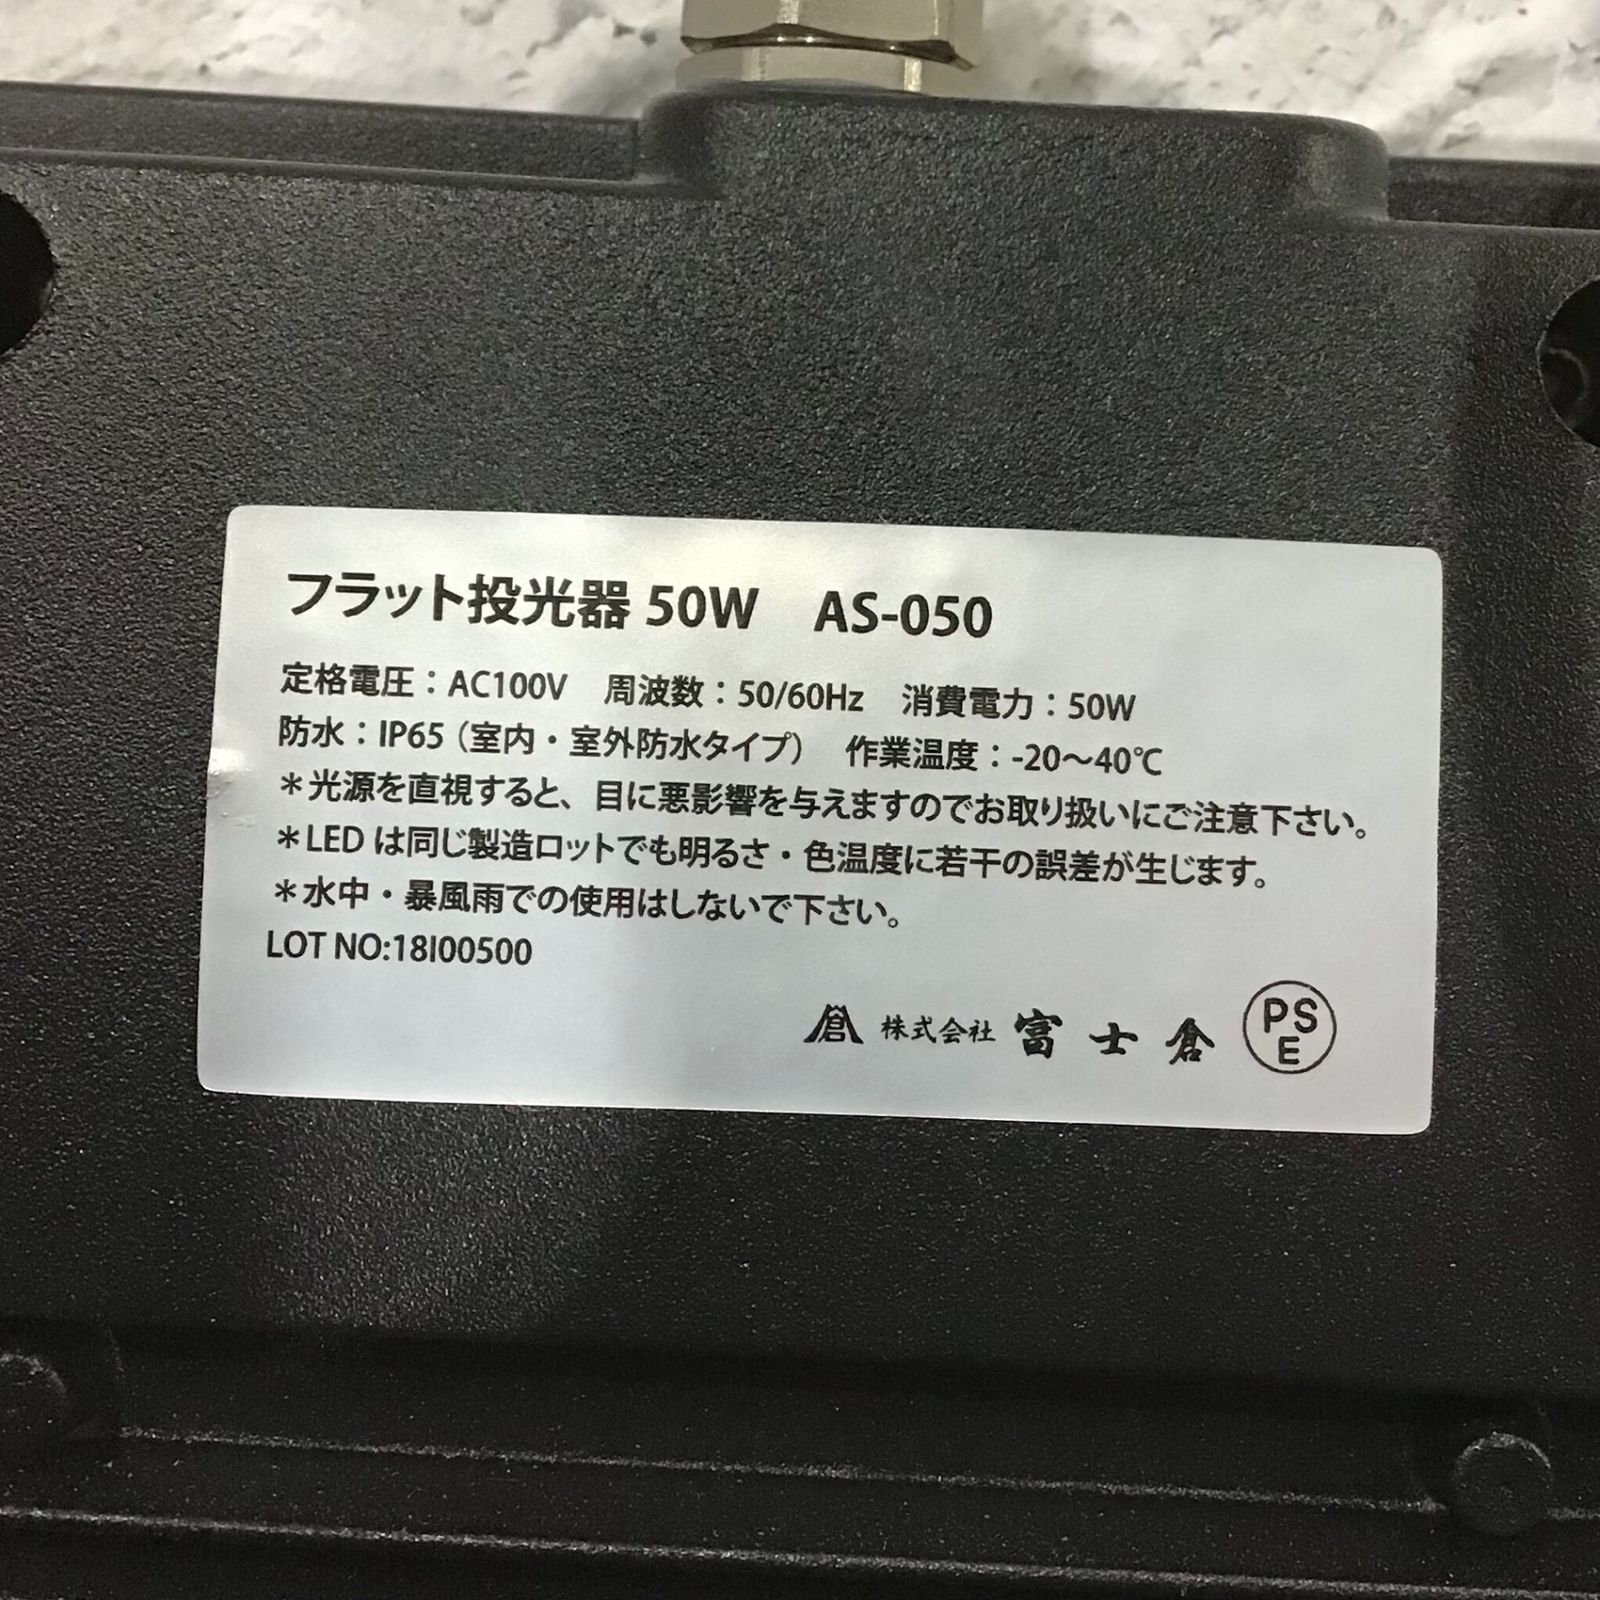 フラット投光器 50W AS-050
定格電圧：AC100V 周波数：50/60Hz 消費電力：50W
防水：IP65（室内・室外防水タイプ） 作業温度：-20～40℃
＊光源を直視すると、目に悪影響を与えますのでお取り扱いにご注意下さい。
＊LED は同じ製造ロットでも明るさ・色温度に若干の誤差が生じます。
＊水中・暴風雨での使用はしないで下さい。
LOT NO:18I00500
倉 株式会社 富士倉 PSE